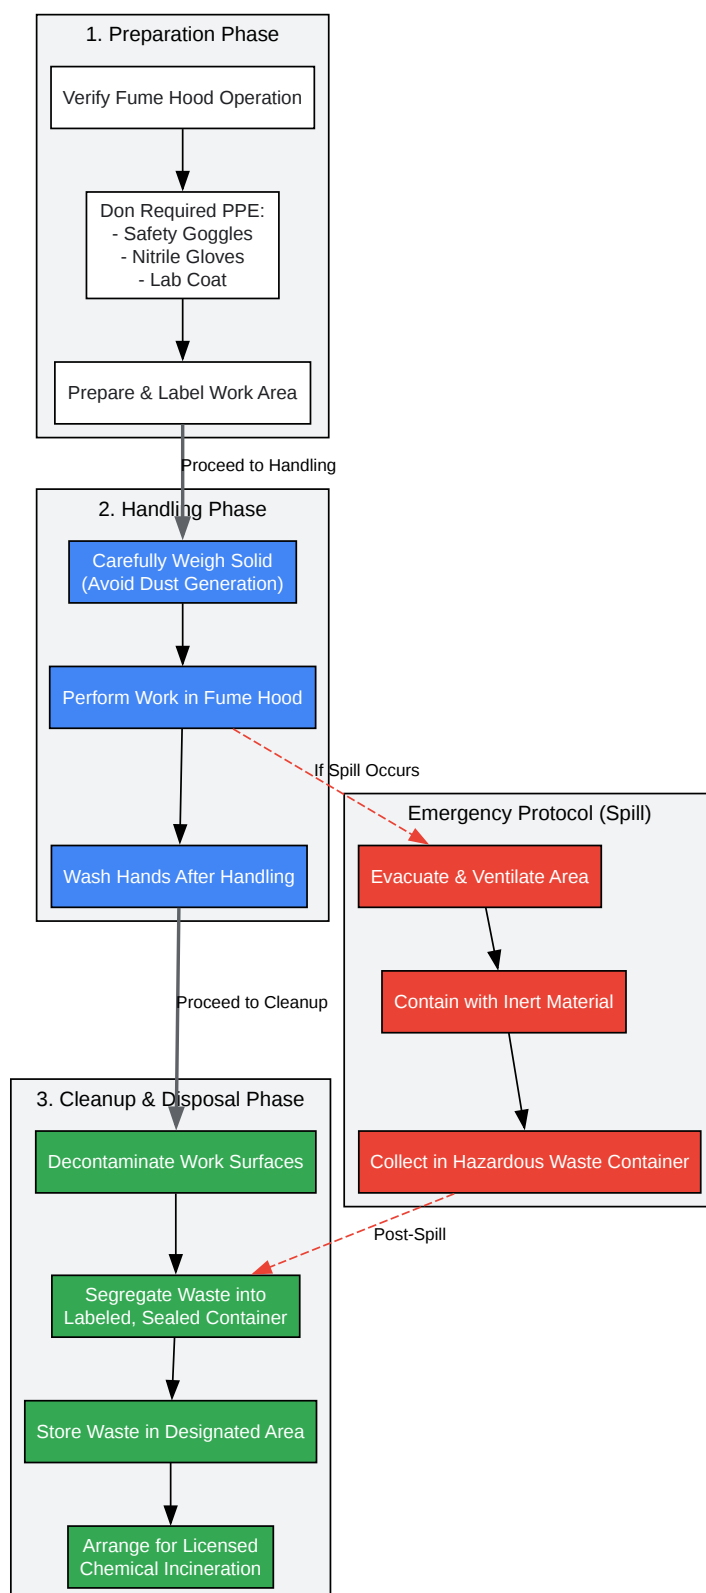 1. Preparation Phase
Verify Fume Hood Operation
Don Required PPE:
- Safety Goggles
- Nitrile Gloves
- Lab Coat
Prepare & Label Work Area
Proceed to Handling
2. Handling Phase
Carefully Weigh Solid
(Avoid Dust Generation)
Perform Work in Fume Hood
If Spill Occurs
Emergency Protocol (Spill)
Evacuate & Ventilate Area
Wash Hands After Handling
Contain with Inert Material
Proceed to Cleanup
3. Cleanup & Disposal Phase
Decontaminate Work Surfaces
Collect in Hazardous Waste Container
Post-Spill
Segregate Waste into
Labeled, Sealed Container
Store Waste in Designated Area
Arrange for Licensed
Chemical Incineration